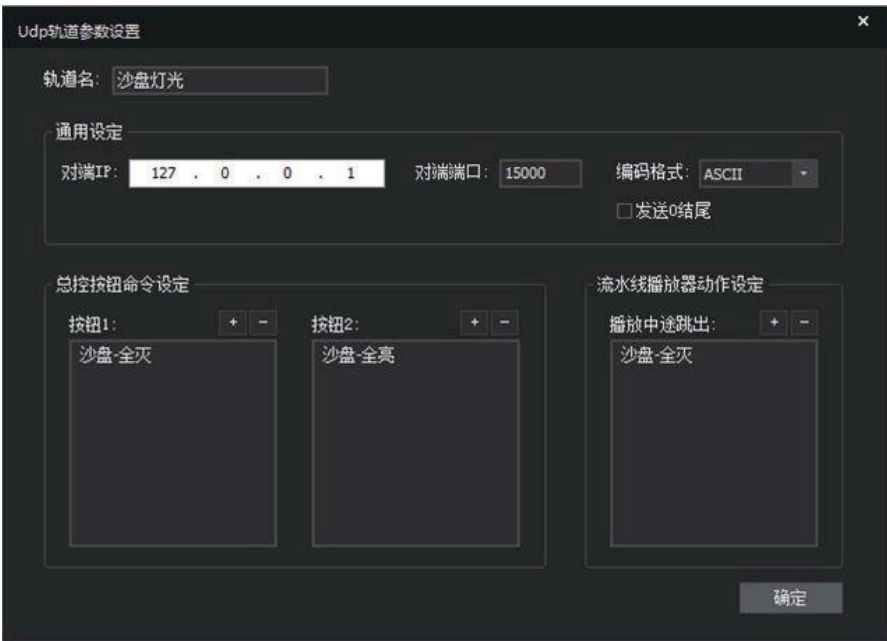 Udp轨道参数设置
轨道名: 沙盘灯光
通用设定
对端IP: 127 . 0 . 0 . 1 对端端口: 15000 编码格式: ASCII
发送0结尾
总控按钮命令设定 流水线播放器动作设定
按钮1: + - 按钮2: + - 播放中途跳出: + -
沙盘-全灭 沙盘-全亮 沙盘-全灭
确定